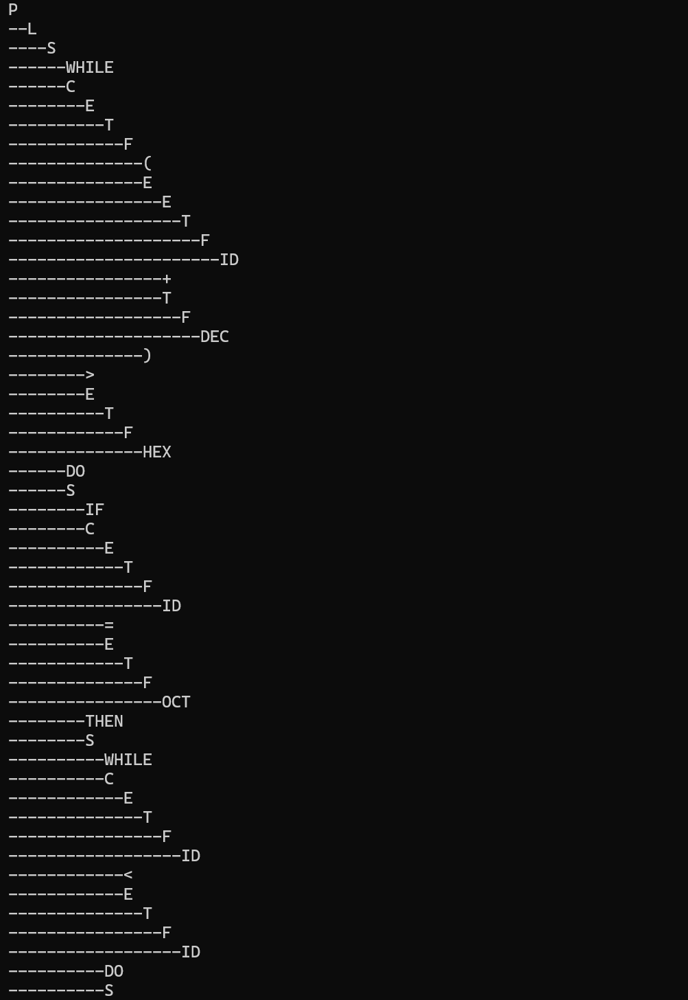 P
--L
----S
------WHILE
------C
--------E
----------T
------------F
--------------(
--------------E
----------------E
------------------T
--------------------F
----------------------ID
----------------+
----------------T
------------------F
--------------------DEC
--------------)
-------->
--------E
----------T
------------F
--------------HEX
------DO
------S
--------IF
--------C
----------E
------------T
--------------F
----------------ID
----------=
----------E
------------T
--------------F
----------------OCT
--------THEN
--------S
----------WHILE
----------C
------------E
--------------T
----------------F
------------------ID
------------<
------------E
--------------T
----------------F
------------------ID
----------DO
----------S